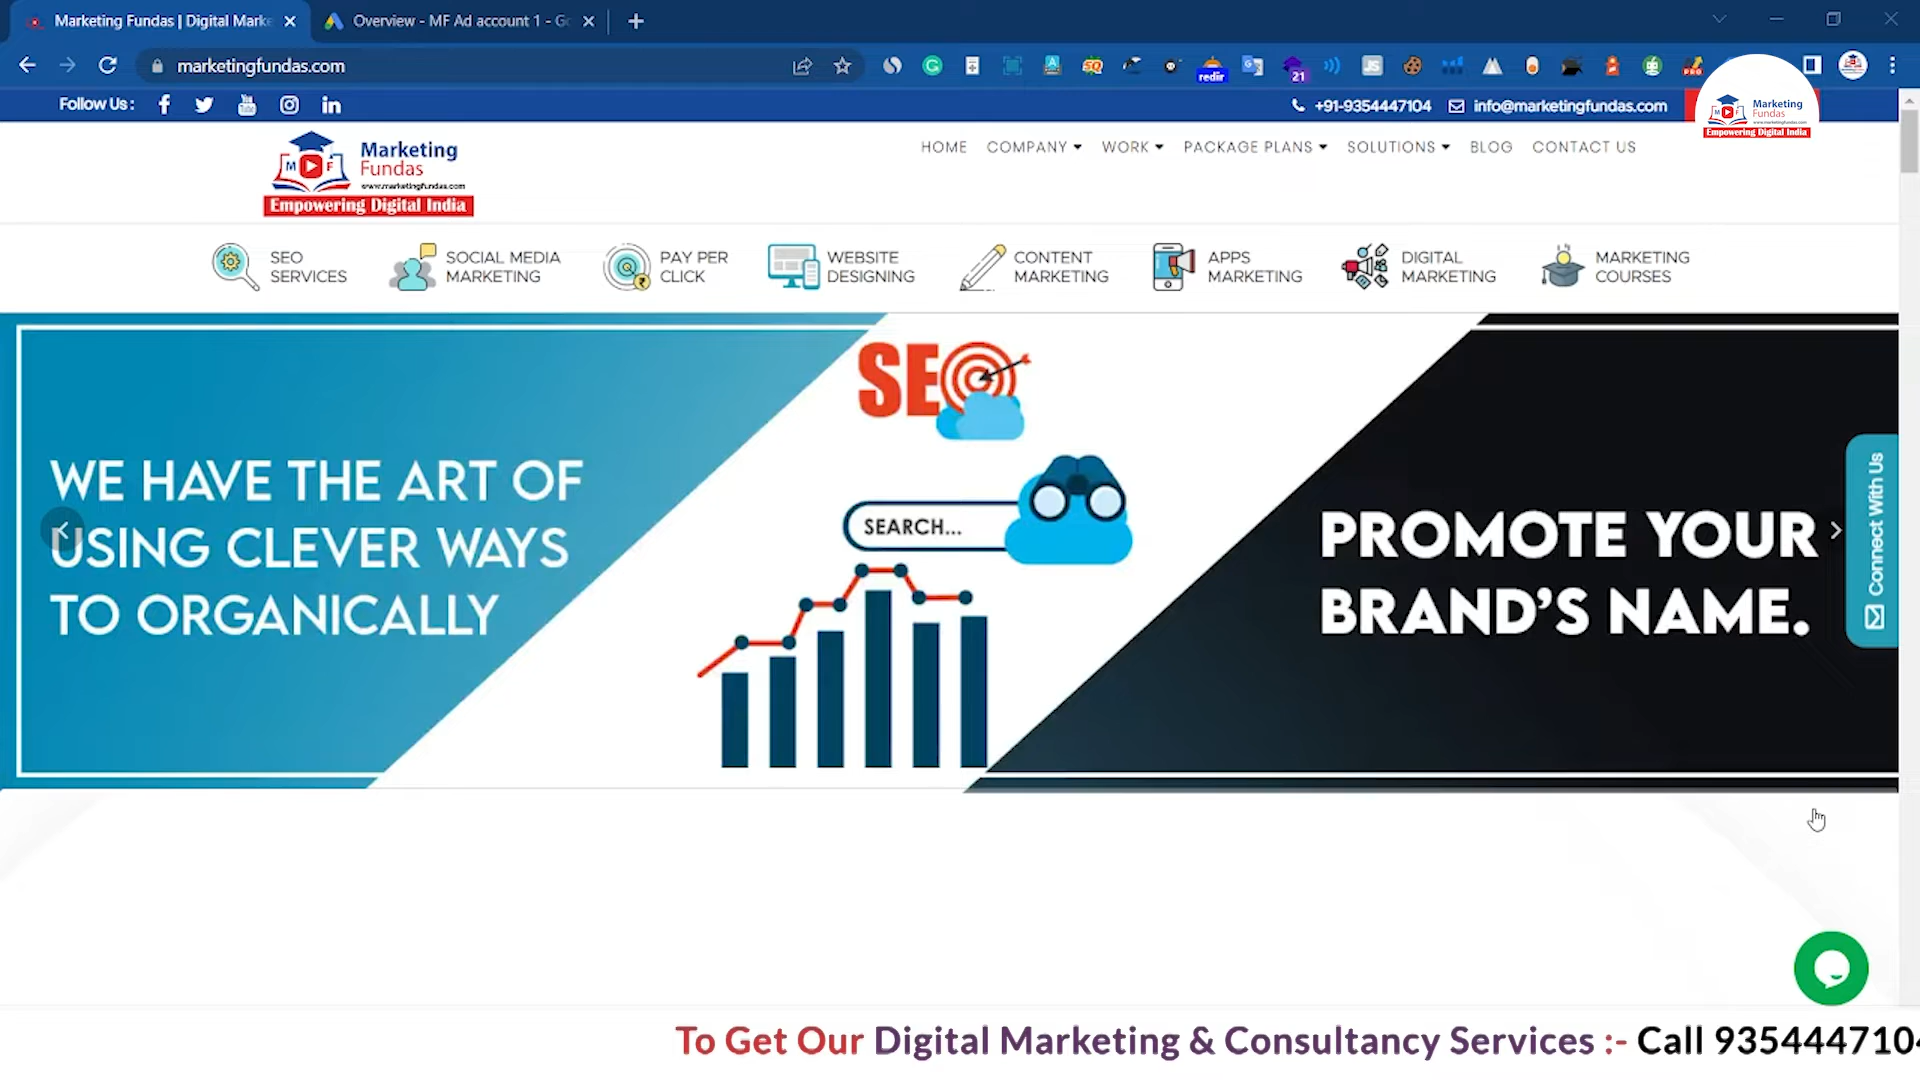 Marketing Fundas | Digital Marke
Overview - MF Ad account 1 - Go
marketingfundas.com
redir
21
Follow Us :
+91-9354447104
info@marketingfundas.com
Marketing
Fundas
Empowering Digital India
M F
Marketing
Fundas
www.marketingfundas.com
Empowering Digital India
HOME COMPANY WORK PACKAGE PLANS SOLUTIONS BLOG CONTACT US
SEO
SERVICES
SOCIAL MEDIA
MARKETING
PAY PER
CLICK
WEBSITE
DESIGNING
CONTENT
MARKETING
APPS
MARKETING
DIGITAL
MARKETING
MARKETING
COURSES
SEO
WE HAVE THE ART OF
USING CLEVER WAYS
TO ORGANICALLY
SEARCH...
PROMOTE YOUR
BRAND'S NAME.
Connect With Us
To Get Our Digital Marketing & Consultancy Services :- Call 9354447104